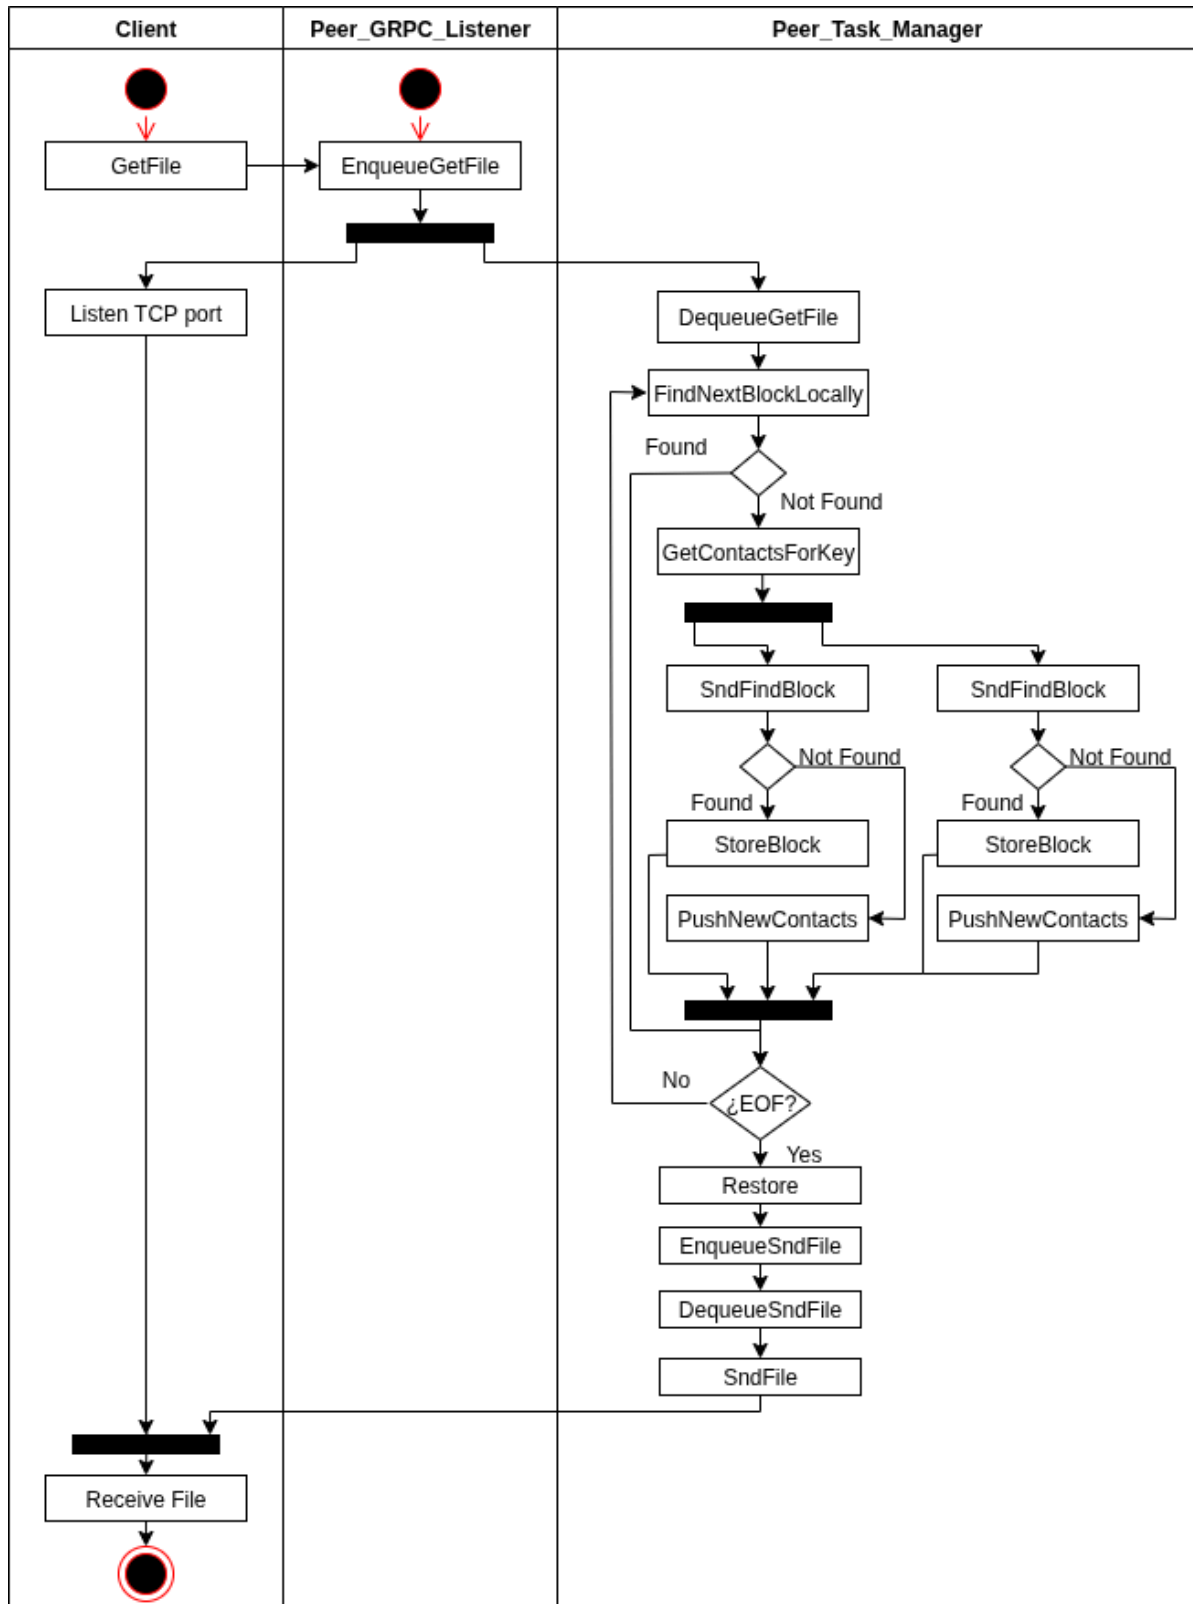 Client
Peer_GRPC_Listener
Peer_Task_Manager
GetFile
EnqueueGetFile
Listen TCP port
DequeueGetFile
FindNextBlockLocally
Found
Not Found
GetContactsForKey
SndFindBlock
SndFindBlock
Not Found
Not Found
Found
Found
StoreBlock
StoreBlock
PushNewContacts
PushNewContacts
No
¿EOF?
Yes
Restore
EnqueueSndFile
DequeueSndFile
SndFile
Receive File